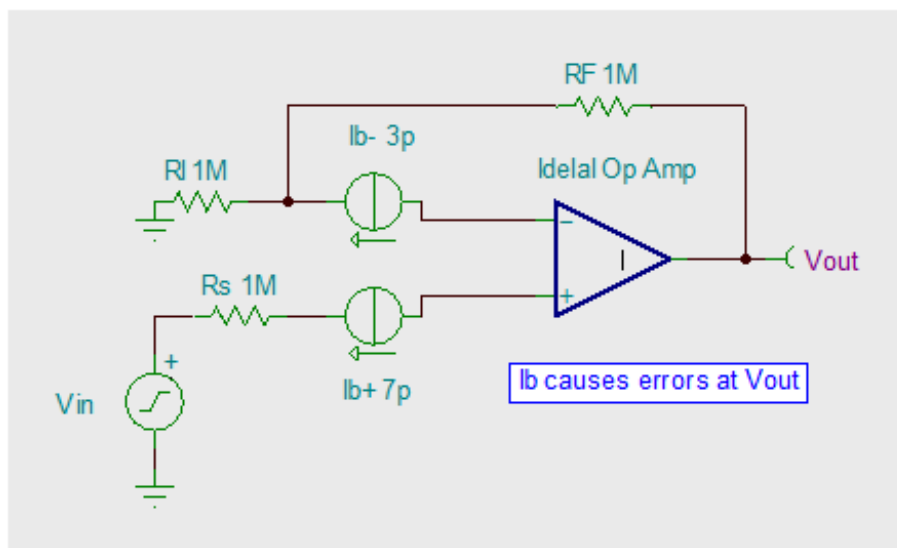 RF 1M
Ib- 3p
RI 1M
Idelal Op Amp
Vout
Rs 1M
Ib+ 7p
Vin
Ib causes errors at Vout